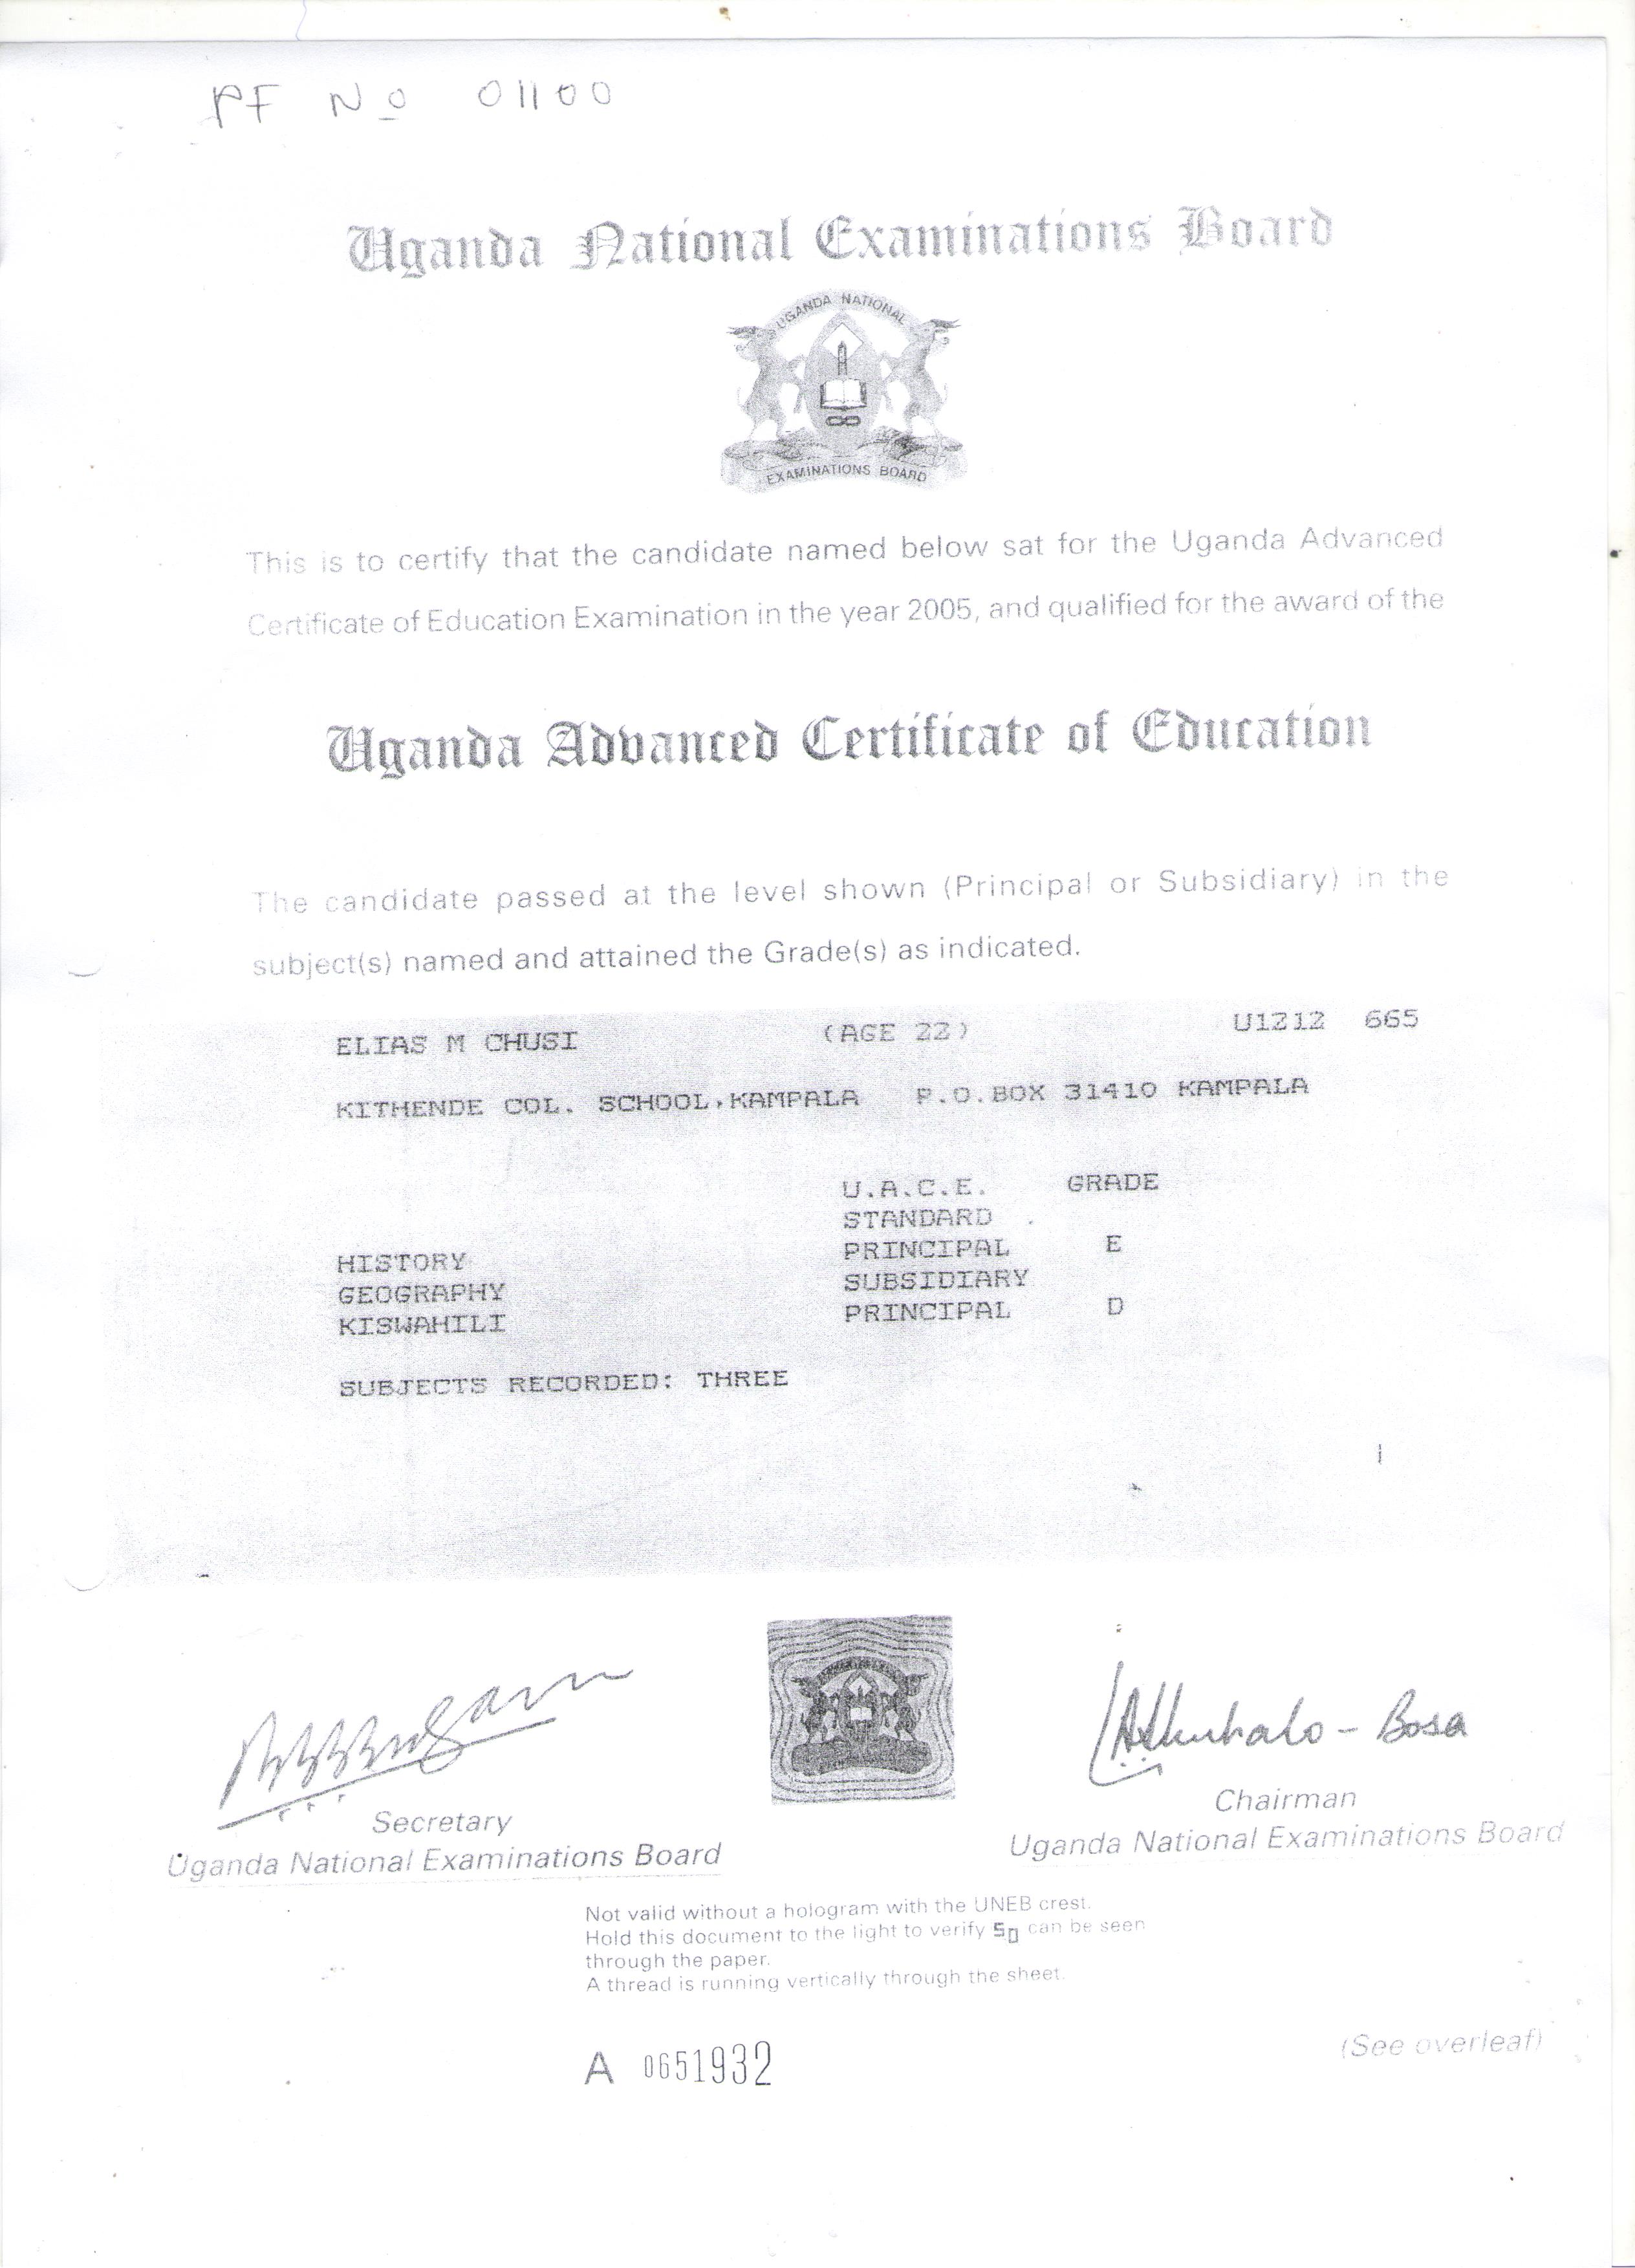 PF No 01100
Uganda National Examinations Board
UGANDA NATIONAL
EXAMINATIONS BOARD
This is to certify that the candidate named below sat for the Uganda Advanced
Certificate of Education Examination in the year 2005, and qualified for the award of the
Uganda Advanced Certificate of Education
The candidate passed at the level shown (Principal or Subsidiary) in the
subject(s) named and attained the Grade(s) as indicated.
ELIAS M CHUSI (AGE 22) U1212 665
KITHENDE COL. SCHOOL,KAMPALA P.O.BOX 31410 KAMPALA
U.A.C.E. GRADE
STANDARD
HISTORY PRINCIPAL E
GEOGRAPHY SUBSIDIARY
KISWAHILI PRINCIPAL D
SUBJECTS RECORDED: THREE
Bosa
Secretary
Uganda National Examinations Board
Chairman
Uganda National Examinations Board
Not valid without a hologram with the UNEB crest.
Hold this document to the light to verify can be seen
through the paper.
A thread is running vertically through the sheet.
(See overleaf)
A 0651932